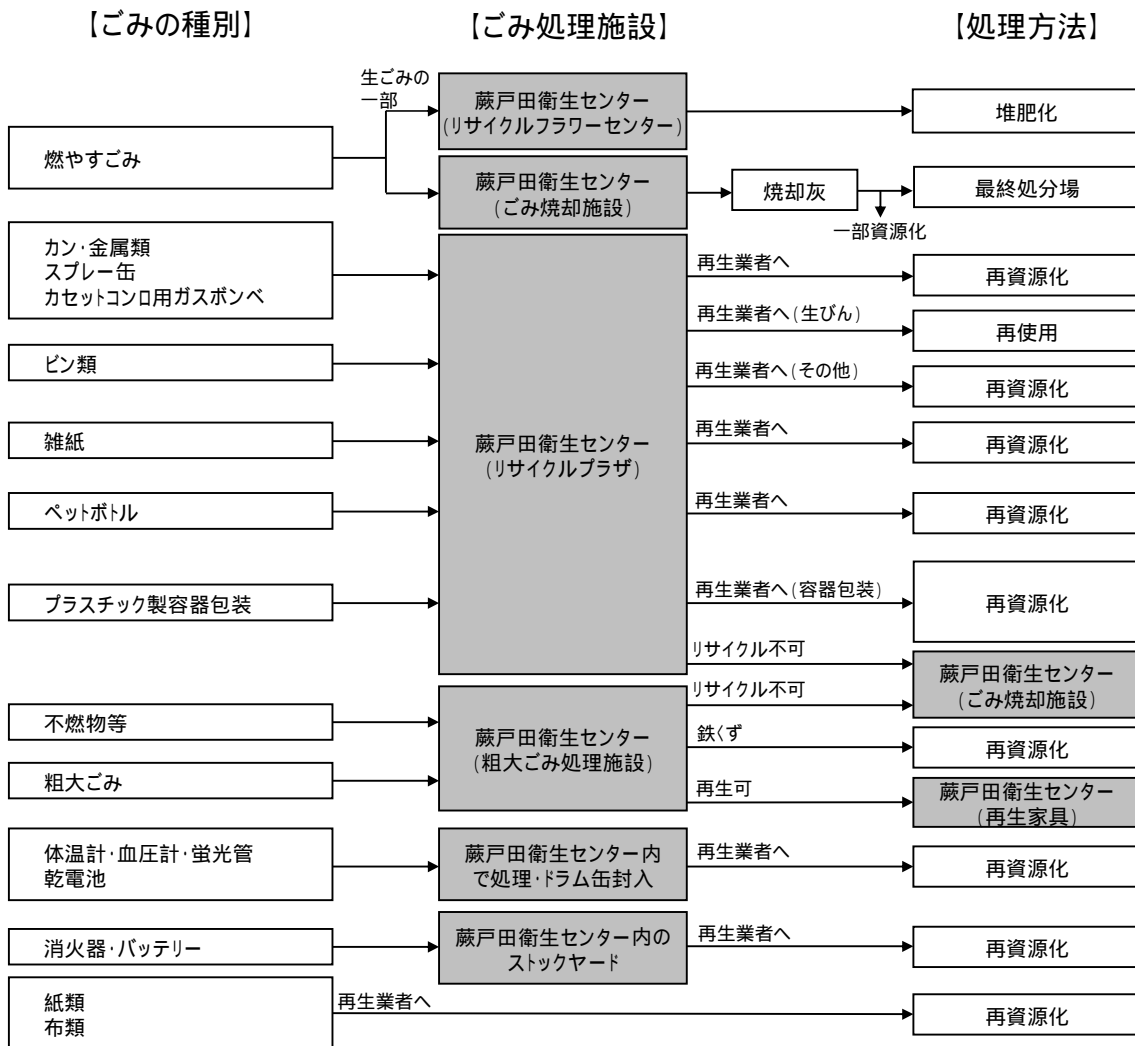 【ごみの種別】
【ごみ処理施設】
【処理方法】
燃やすごみ
生ごみの
一部
蕨戸田衛生センター
(リサイクルフラワーセンター)
堆肥化
蕨戸田衛生センター
(ごみ焼却施設)
焼却灰
最終処分場
一部資源化
カン・金属類
スプレー缶
カセットコンロ用ガスボンベ
ビン類
雑紙
ペットボトル
プラスチック製容器包装
蕨戸田衛生センター
(リサイクルプラザ)
再生業者へ
再資源化
再生業者へ(生びん)
再使用
再生業者へ(その他)
再資源化
再生業者へ
再資源化
再生業者へ
再資源化
再生業者へ(容器包装)
再資源化
リサイクル不可
リサイクル不可
蕨戸田衛生センター
(ごみ焼却施設)
不燃物等
粗大ごみ
蕨戸田衛生センター
(粗大ごみ処理施設)
鉄くず
再資源化
再生可
蕨戸田衛生センター
(再生家具)
体温計・血圧計・蛍光管
乾電池
蕨戸田衛生センター内
で処理・ドラム缶封入
再生業者へ
再資源化
消火器・バッテリー
蕨戸田衛生センター内の
ストックヤード
再生業者へ
再資源化
紙類
布類
再生業者へ
再資源化